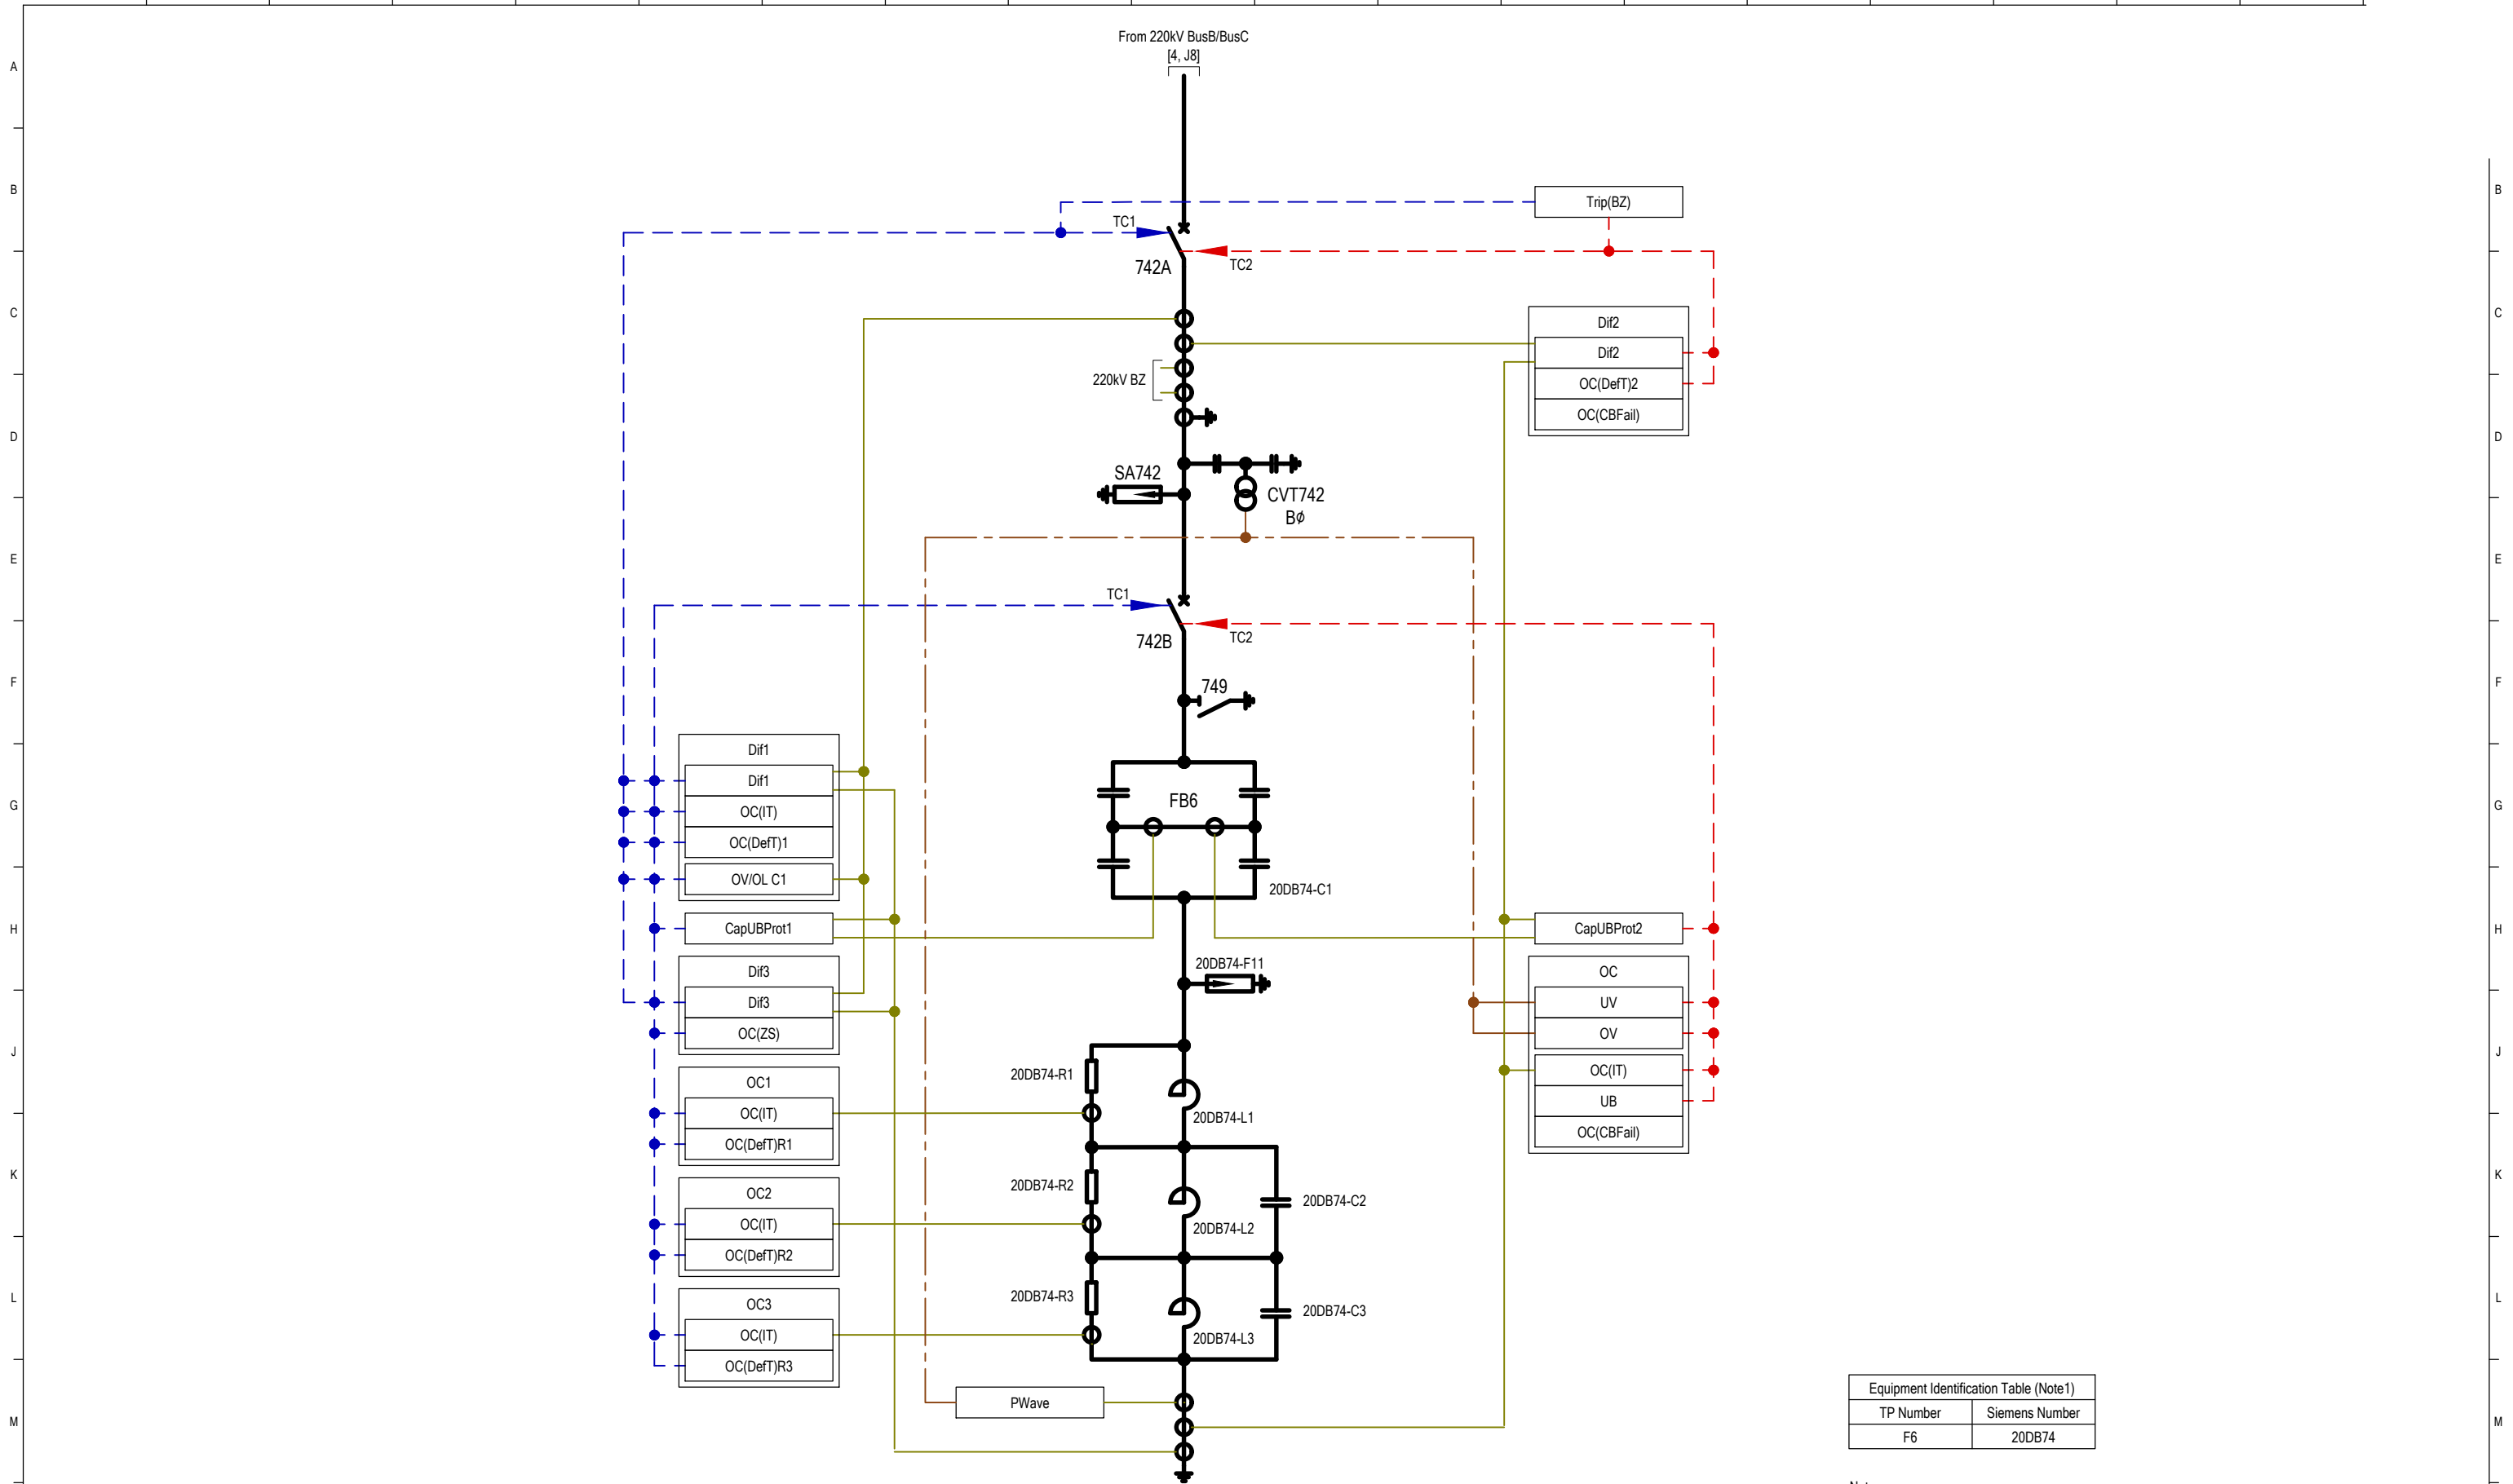 From 220kV BusB/BusC
[4, J8]
A
B
B
Trip(BZ)
TC1
742A
TC2
C
C
Dif2
Dif2
OC(DefT)2
OC(CBFail)
220kV BZ
D
D
SA742
CVT742
Bϕ
E
E
TC1
742B
TC2
F
F
749
Dif1
Dif1
OC(IT)
OC(DefT)1
OV/OL C1
G
G
FB6
20DB74-C1
H
H
CapUBProt1
CapUBProt2
Dif3
Dif3
OC(ZS)
20DB74-F11
OC
UV
OV
OC(IT)
UB
OC(CBFail)
J
J
OC1
OC(IT)
OC(DefT)R1
20DB74-R1
20DB74-L1
K
K
OC2
OC(IT)
OC(DefT)R2
20DB74-R2
20DB74-L2
20DB74-C2
L
L
OC3
OC(IT)
OC(DefT)R3
20DB74-R3
20DB74-L3
20DB74-C3
M
M
PWave
Equipment Identification Table (Note1)
TP Number Siemens Number
F6 20DB74